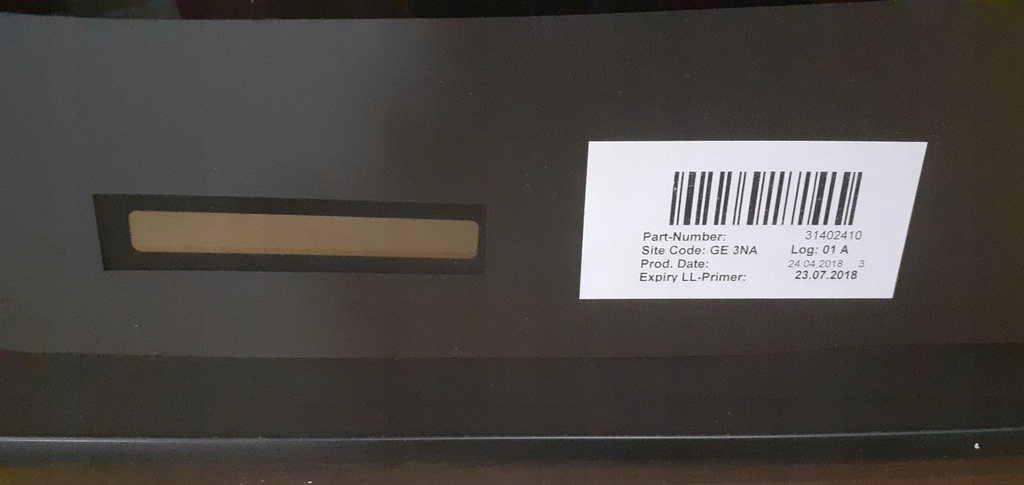 Part-Number: 31402410
Site Code: GE 3NA Log: 01 A
Prod. Date: 24.04.2018 3
Expiry LL-Primer: 23.07.2018